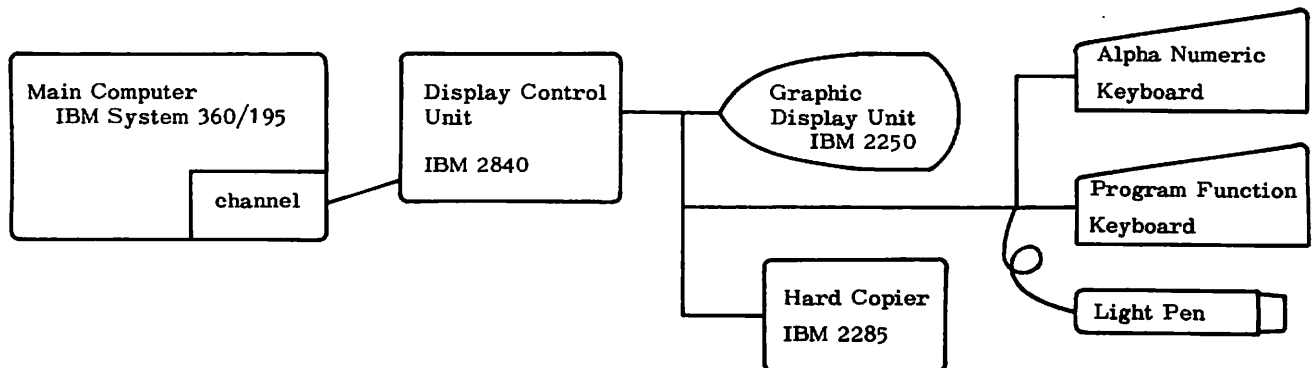 Main Computer
IBM System 360/195
channel
Display Control
Unit
IBM 2840
Graphic
Display Unit
IBM 2250
Alpha Numeric
Keyboard
Program Function
Keyboard
Hard Copier
IBM 2285
Light Pen